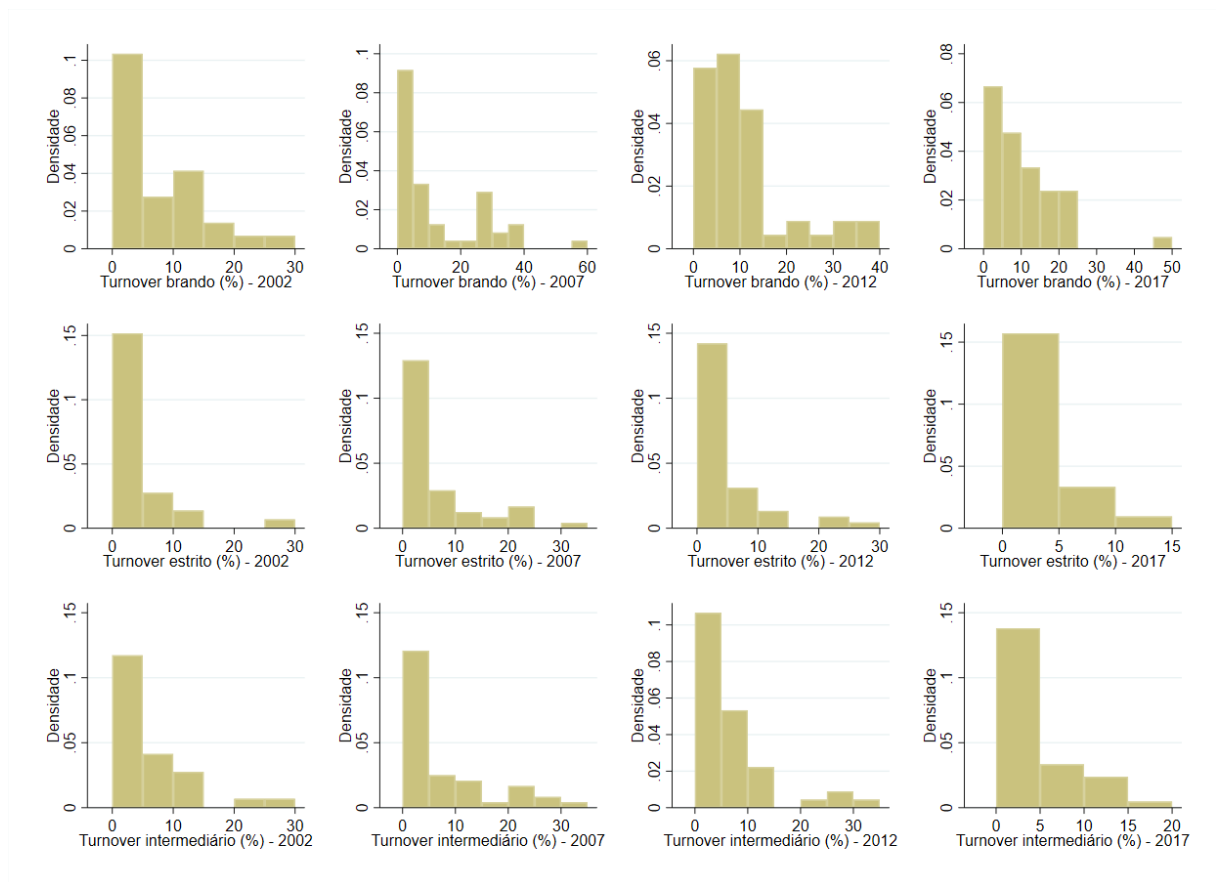 Densidade
0 .02 .04 .06 .08 .1
0 10 20 30
Turnover brando (%) - 2002
Densidade
0 .02 .04 .06 .08 .1
0 20 40 60
Turnover brando (%) - 2007
Densidade
0 .02 .04 .06
0 10 20 30 40
Turnover brando (%) - 2012
Densidade
0 .02 .04 .06 .08
0 10 20 30 40 50
Turnover brando (%) - 2017
Densidade
0 .05 .1 .15
0 10 20 30
Turnover estrito (%) - 2002
Densidade
0 .05 .1 .15
0 10 20 30
Turnover estrito (%) - 2007
Densidade
0 .05 .1 .15
0 10 20 30
Turnover estrito (%) - 2012
Densidade
0 .05 .1 .15
0 5 10 15
Turnover estrito (%) - 2017
Densidade
0 .05 .1 .15
0 10 20 30
Turnover intermediário (%) - 2002
Densidade
0 .05 .1 .15
0 10 20 30
Turnover intermediário (%) - 2007
Densidade
0 .02 .04 .06 .08 .1
0 10 20 30
Turnover intermediário (%) - 2012
Densidade
0 .05 .1 .15
0 5 10 15 20
Turnover intermediário (%) - 2017